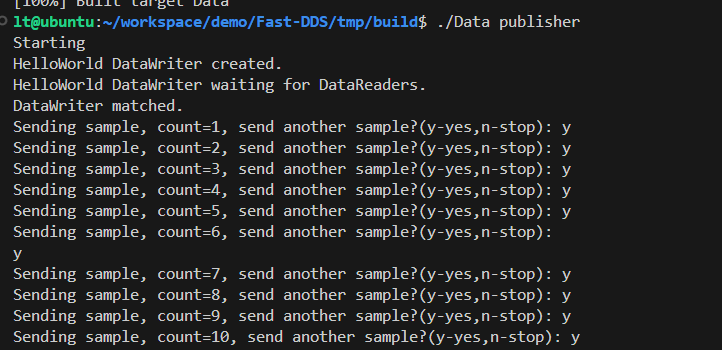 [100%] Built target Data
lt@ubuntu:~/workspace/demo/Fast-DDS/tmp/build$ ./Data publisher
Starting
HelloWorld DataWriter created.
HelloWorld DataWriter waiting for DataReaders.
DataWriter matched.
Sending sample, count=1, send another sample?(y-yes,n-stop): y
Sending sample, count=2, send another sample?(y-yes,n-stop): y
Sending sample, count=3, send another sample?(y-yes,n-stop): y
Sending sample, count=4, send another sample?(y-yes,n-stop): y
Sending sample, count=5, send another sample?(y-yes,n-stop): y
Sending sample, count=6, send another sample?(y-yes,n-stop):
y
Sending sample, count=7, send another sample?(y-yes,n-stop): y
Sending sample, count=8, send another sample?(y-yes,n-stop): y
Sending sample, count=9, send another sample?(y-yes,n-stop): y
Sending sample, count=10, send another sample?(y-yes,n-stop): y